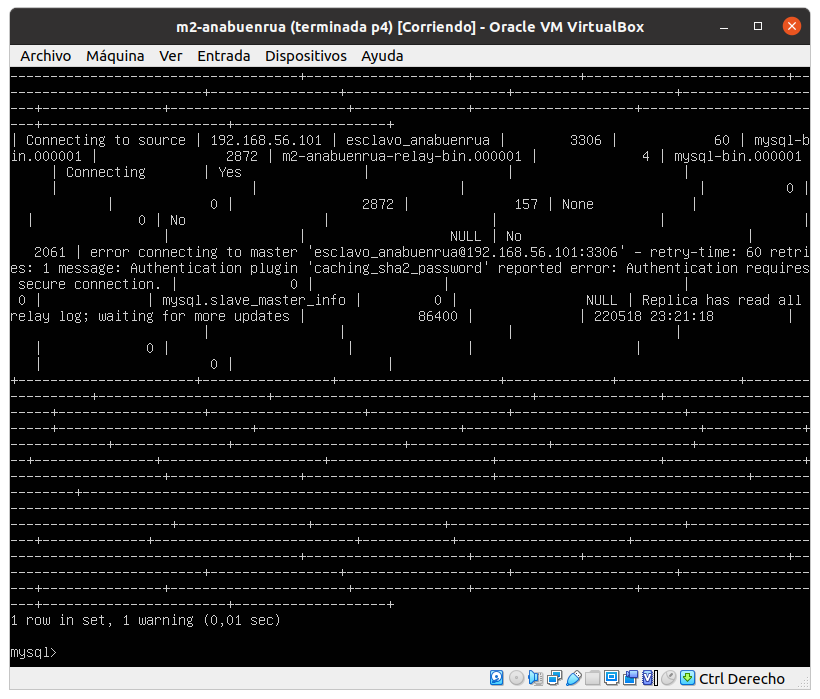 m2-anabuenrua (terminada p4) [Corriendo] - Oracle VM VirtualBox
Archivo Máquina Ver Entrada Dispositivos Ayuda
| Connecting to source | 192.168.56.101 | esclavo_anabuenrua | 3306 | 60 | mysql-b
in.000001 | 2872 | m2-anabuenrua-relay-bin.000001 | 4 | mysql-bin.000001
| Connecting | Yes | | |
| | | | 0 |
| 0 | 2872 | 157 | None |
| 0 | No | | | |
| | NULL | No |
2061 | error connecting to master 'esclavo_anabuenrua@192.168.56.101:3306' - retry-time: 60 retri
es: 1 message: Authentication plugin 'caching_sha2_password' reported error: Authentication requires
secure connection. | 0 | | |
0 | | mysql.slave_master_info | 0 | NULL | Replica has read all
relay log; waiting for more updates | 86400 | | 220518 23:21:18 |
| | | |
| 0 | | | |
| 0 | |
1 row in set, 1 warning (0,01 sec)
mysql>
Ctrl Derecho